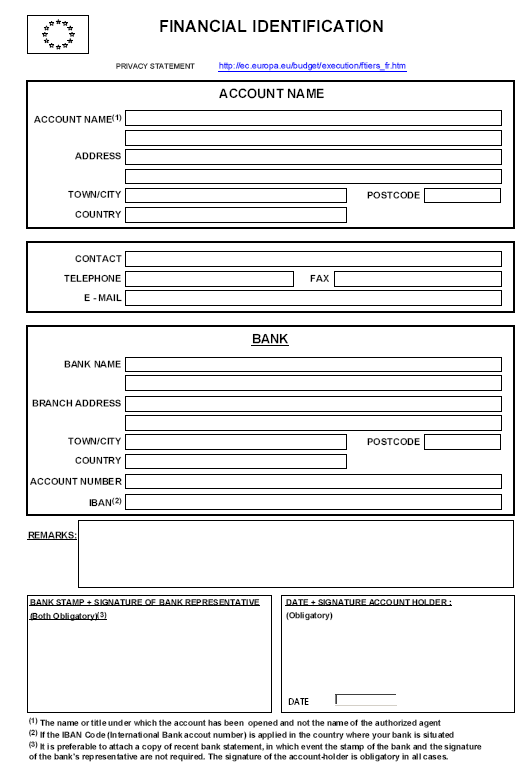 FINANCIAL IDENTIFICATION
PRIVACY STATEMENT http://ec.europa.eu/budget/execution/ftiers_fr.htm
ACCOUNT NAME
ACCOUNT NAME(1)
ADDRESS
TOWN/CITY POSTCODE
COUNTRY
CONTACT
TELEPHONE FAX
E - MAIL
BANK
BANK NAME
BRANCH ADDRESS
TOWN/CITY POSTCODE
COUNTRY
ACCOUNT NUMBER
IBAN(2)
REMARKS:
BANK STAMP + SIGNATURE OF BANK REPRESENTATIVE
(Both Obligatory)(3)
DATE + SIGNATURE ACCOUNT HOLDER :
(Obligatory)
DATE
(1) The name or title under which the account has been opened and not the name of the authorized agent
(2) If the IBAN Code (International Bank accout number) is applied in the country where your bank is situated
(3) It is preferable to attach a copy of recent bank statement, in which event the stamp of the bank and the signature
of the bank's representative are not required. The signature of the account-holder is obligatory in all cases.